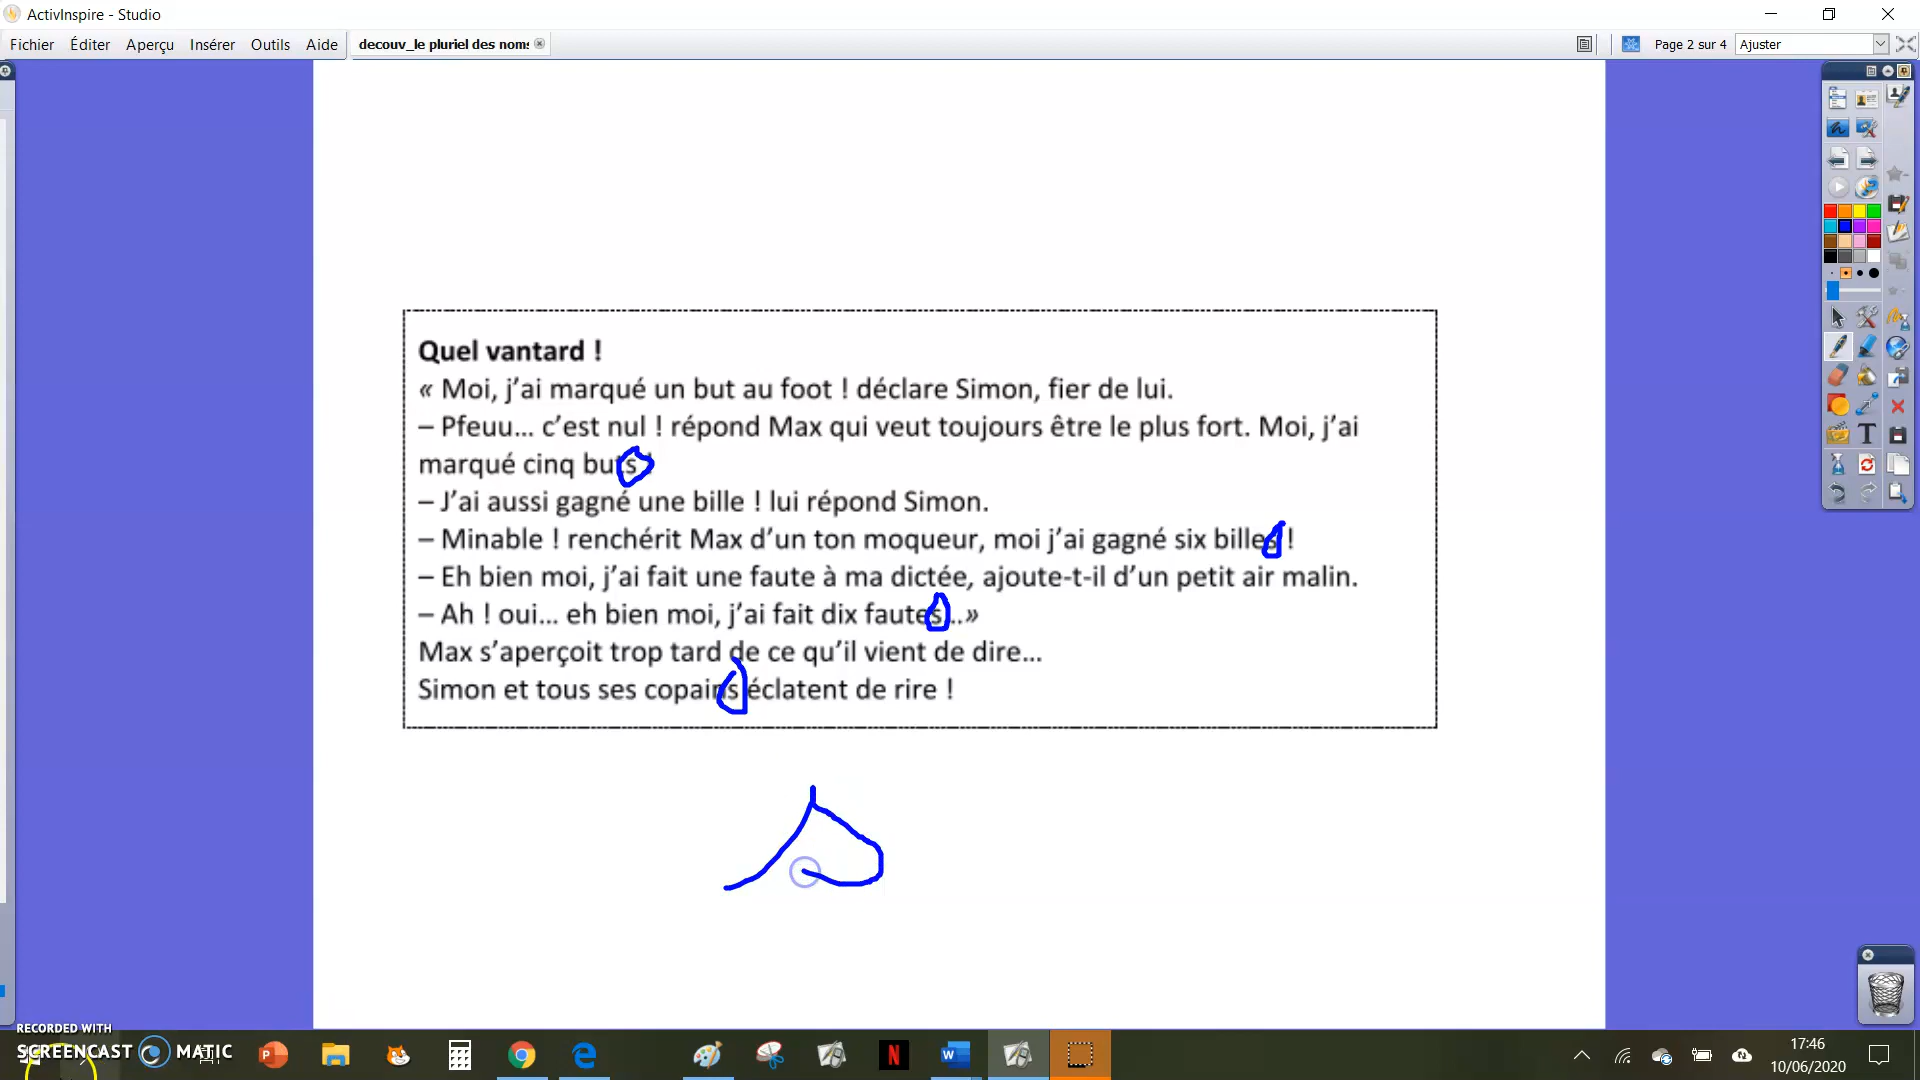 ActivInspire - Studio
Fichier Éditer Aperçu Insérer Outils Aide
decouv_le pluriel des noms
Page 2 sur 4 Ajuster
Quel vantard !
« Moi, j’ai marqué un but au foot ! déclare Simon, fier de lui.
– Pfeuu… c’est nul ! répond Max qui veut toujours être le plus fort. Moi, j’ai
marqué cinq buts !
– J’ai aussi gagné une bille ! lui répond Simon.
– Minable ! renchérit Max d’un ton moqueur, moi j’ai gagné six billes !
– Eh bien moi, j’ai fait une faute à ma dictée, ajoute-t-il d’un petit air malin.
– Ah ! oui… eh bien moi, j’ai fait dix fautes…»
Max s’aperçoit trop tard de ce qu’il vient de dire…
Simon et tous ses copains éclatent de rire !
RECORDED WITH
SCREENCAST MATIC
17:46
10/06/2020